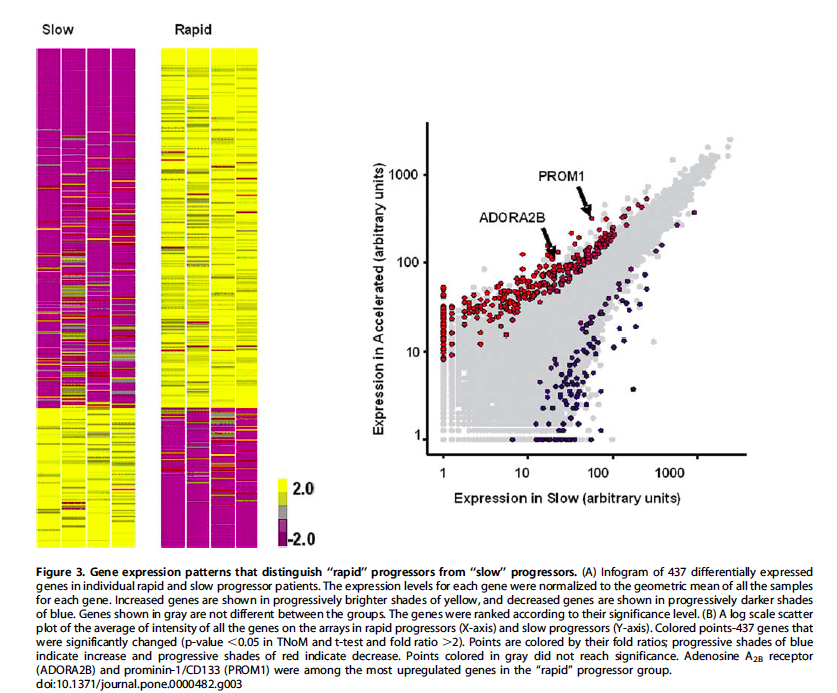 Slow Rapid
2.0
-2.0
Expression in Accelerated (arbitrary units)
1000
100
10
1
PROM1
ADORA2B
1 10 100 1000
Expression in Slow (arbitrary units)
Figure 3. Gene expression patterns that distinguish “rapid” progressors from “slow” progressors. (A) Infogram of 437 differentially expressed
genes in individual rapid and slow progressor patients. The expression levels for each gene were normalized to the geometric mean of all the samples
for each gene. Increased genes are shown in progressively brighter shades of yellow, and decreased genes are shown in progressively darker shades
of blue. Genes shown in gray are not different between the groups. The genes were ranked according to their significance level. (B) A log scale scatter
plot of the average of intensity of all the genes on the arrays in rapid progressors (X-axis) and slow progressors (Y-axis). Colored points-437 genes that
were significantly changed (p-value <0.05 in TNoM and t-test and fold ratio >2). Points are colored by their fold ratios; progressive shades of blue
indicate increase and progressive shades of red indicate decrease. Points colored in gray did not reach significance. Adenosine A2B receptor
(ADORA2B) and prominin-1/CD133 (PROM1) were among the most upregulated genes in the “rapid” progressor group.
doi:10.1371/journal.pone.0000482.g003